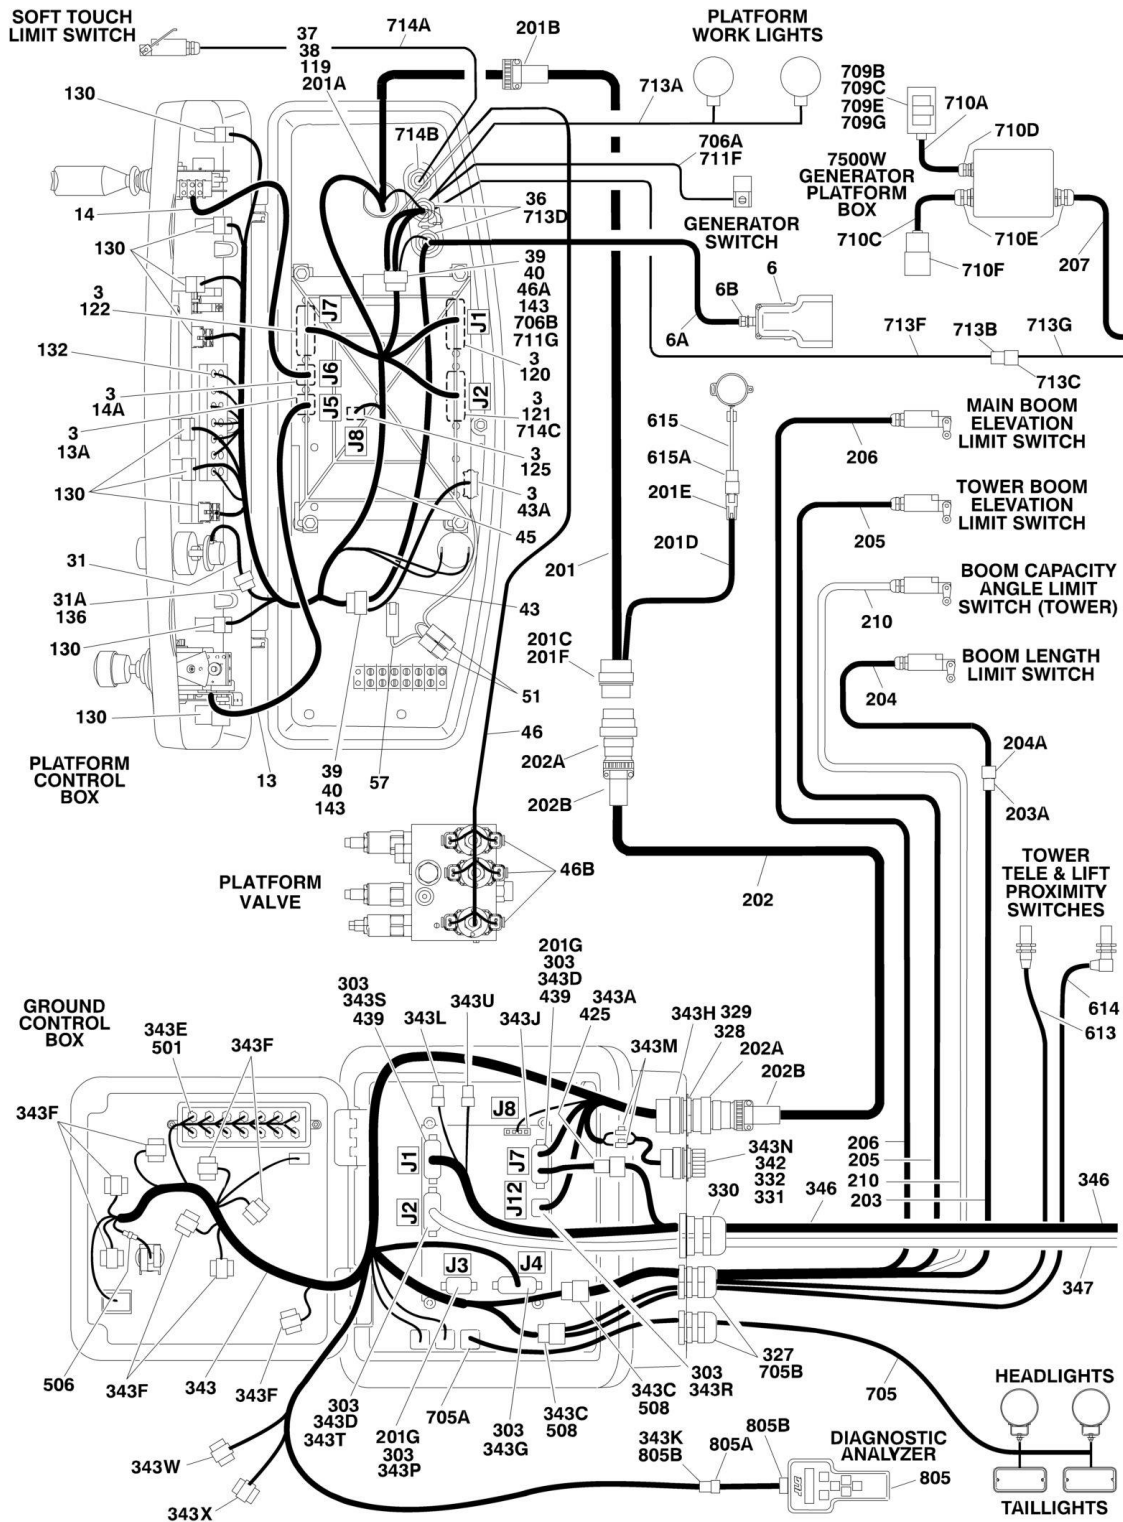 SOFT TOUCH
LIMIT SWITCH
37
38
119
201A
714A
201B
PLATFORM
WORK LIGHTS
709B
709C
709E
709G
710A
130
713A
714B
706A
711F
710D
7500W
GENERATOR
PLATFORM
BOX
14
36
713D
GENERATOR
SWITCH
710C
710E
130
710F
207
39
40
46A
143
706B
711G
6
6B
6A
3
122
J7
J1
713F
713B
713G
132
3
120
713C
J6
J2
3
14A
J5
3
121
714C
MAIN BOOM
ELEVATION
LIMIT SWITCH
615
J8
3
13A
3
125
615A
206
130
201E
TOWER BOOM
ELEVATION
LIMIT SWITCH
3
43A
45
201D
205
31
201
BOOM CAPACITY
ANGLE LIMIT
SWITCH (TOWER)
31A
136
43
210
130
201C
201F
BOOM LENGTH
LIMIT SWITCH
51
204
130
46
202A
204A
PLATFORM
CONTROL
BOX
13
39
40
143
57
202B
203A
PLATFORM
VALVE
46B
202
TOWER
TELE & LIFT
PROXIMITY
SWITCHES
201G
303
343D
439
303
343S
439
343U
343A
425
GROUND
CONTROL
BOX
343L
343J
343H
329
328
614
343E
501
343F
343M
202A
613
202B
343F
J8
J1
J7
343N
342
332
331
206
205
210
203
J2
J12
330
346
346
J3
J4
347
327
705B
506
343F
343
343F
303
343D
343T
705A
343C
508
343C
508
303
343R
705
HEADLIGHTS
201G
303
343P
303
343G
343K
805B
805A
805B
DIAGNOSTIC
ANALYZER
343W
805
343X
TAILLIGHTS